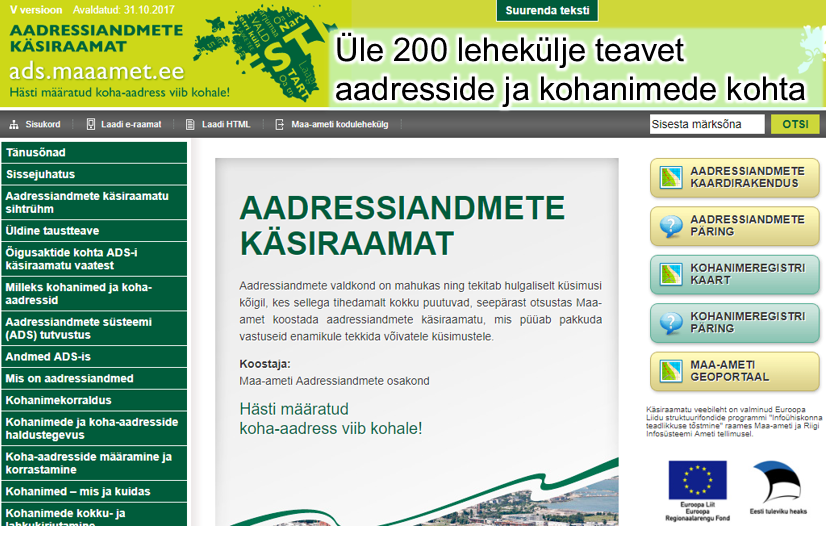 V versioon Avaldatud: 31.10.2017
Suurenda teksti
AADRESSIANDMETE
KÄSIRAAMAT
ads.maaamet.ee
Hästi määratud koha-aadress viib kohale!
Üle 200 lehekülje teavet
aadresside ja kohanimede kohta
Sisukord
Laadi e-raamat
Laadi HTML
Maa-ameti kodulehekülg
Sisesta märksõna
OTSI
Tänusõnad
Sissejuhatus
Aadressiandmete käsiraamatu
sihtrühm
Üldine taustteave
Õigusaktide kohta ADS-i
käsiraamatu vaatest
Milleks kohanimed ja koha-
aadressid
Aadressiandmete süsteemi
(ADS) tutvustus
Andmed ADS-is
Mis on aadressiandmed
Kohanimekorraldus
Kohanimede ja koha-aadresside
haldustegevus
Koha-aadresside määramine ja
korrastamine
Kohanimed – mis ja kuidas
Kohanimede kokku- ja
lahkukirjutamine
AADRESSIANDMETE
KÄSIRAAMAT
Aadressiandmete valdkond on mahukas ning tekitab hulgaliselt küsimusi
kõigil, kes sellega tihedamalt kokku puutuvad, seepärast otsustas Maa-
amet koostada aadressiandmete käsiraamatu, mis püüab pakkuda
vastuseid enamikule tekkida võivatele küsimustele.
Koostaja:
Maa-ameti Aadressiandmete osakond
Hästi määratud
koha-aadress viib kohale!
AADRESSIANDMETE
KAARDIRAKENDUS
AADRESSIANDMETE
PÄRING
KOHANIMEREGISTRI
KAART
KOHANIMEREGISTRI
PÄRING
MAA-AMETI
GEOPORTAAL
Käsiraamatu veebileht on valminud Euroopa
Liidu struktuurifondide programmi "Infoühiskonna
teadlikkuse tõstmine" raames Maa-ameti ja Riigi
Infosüsteemi Ameti tellimusel.
Euroopa Liit
Euroopa
Regionaalarengu Fond
Eesti tuleviku heaks